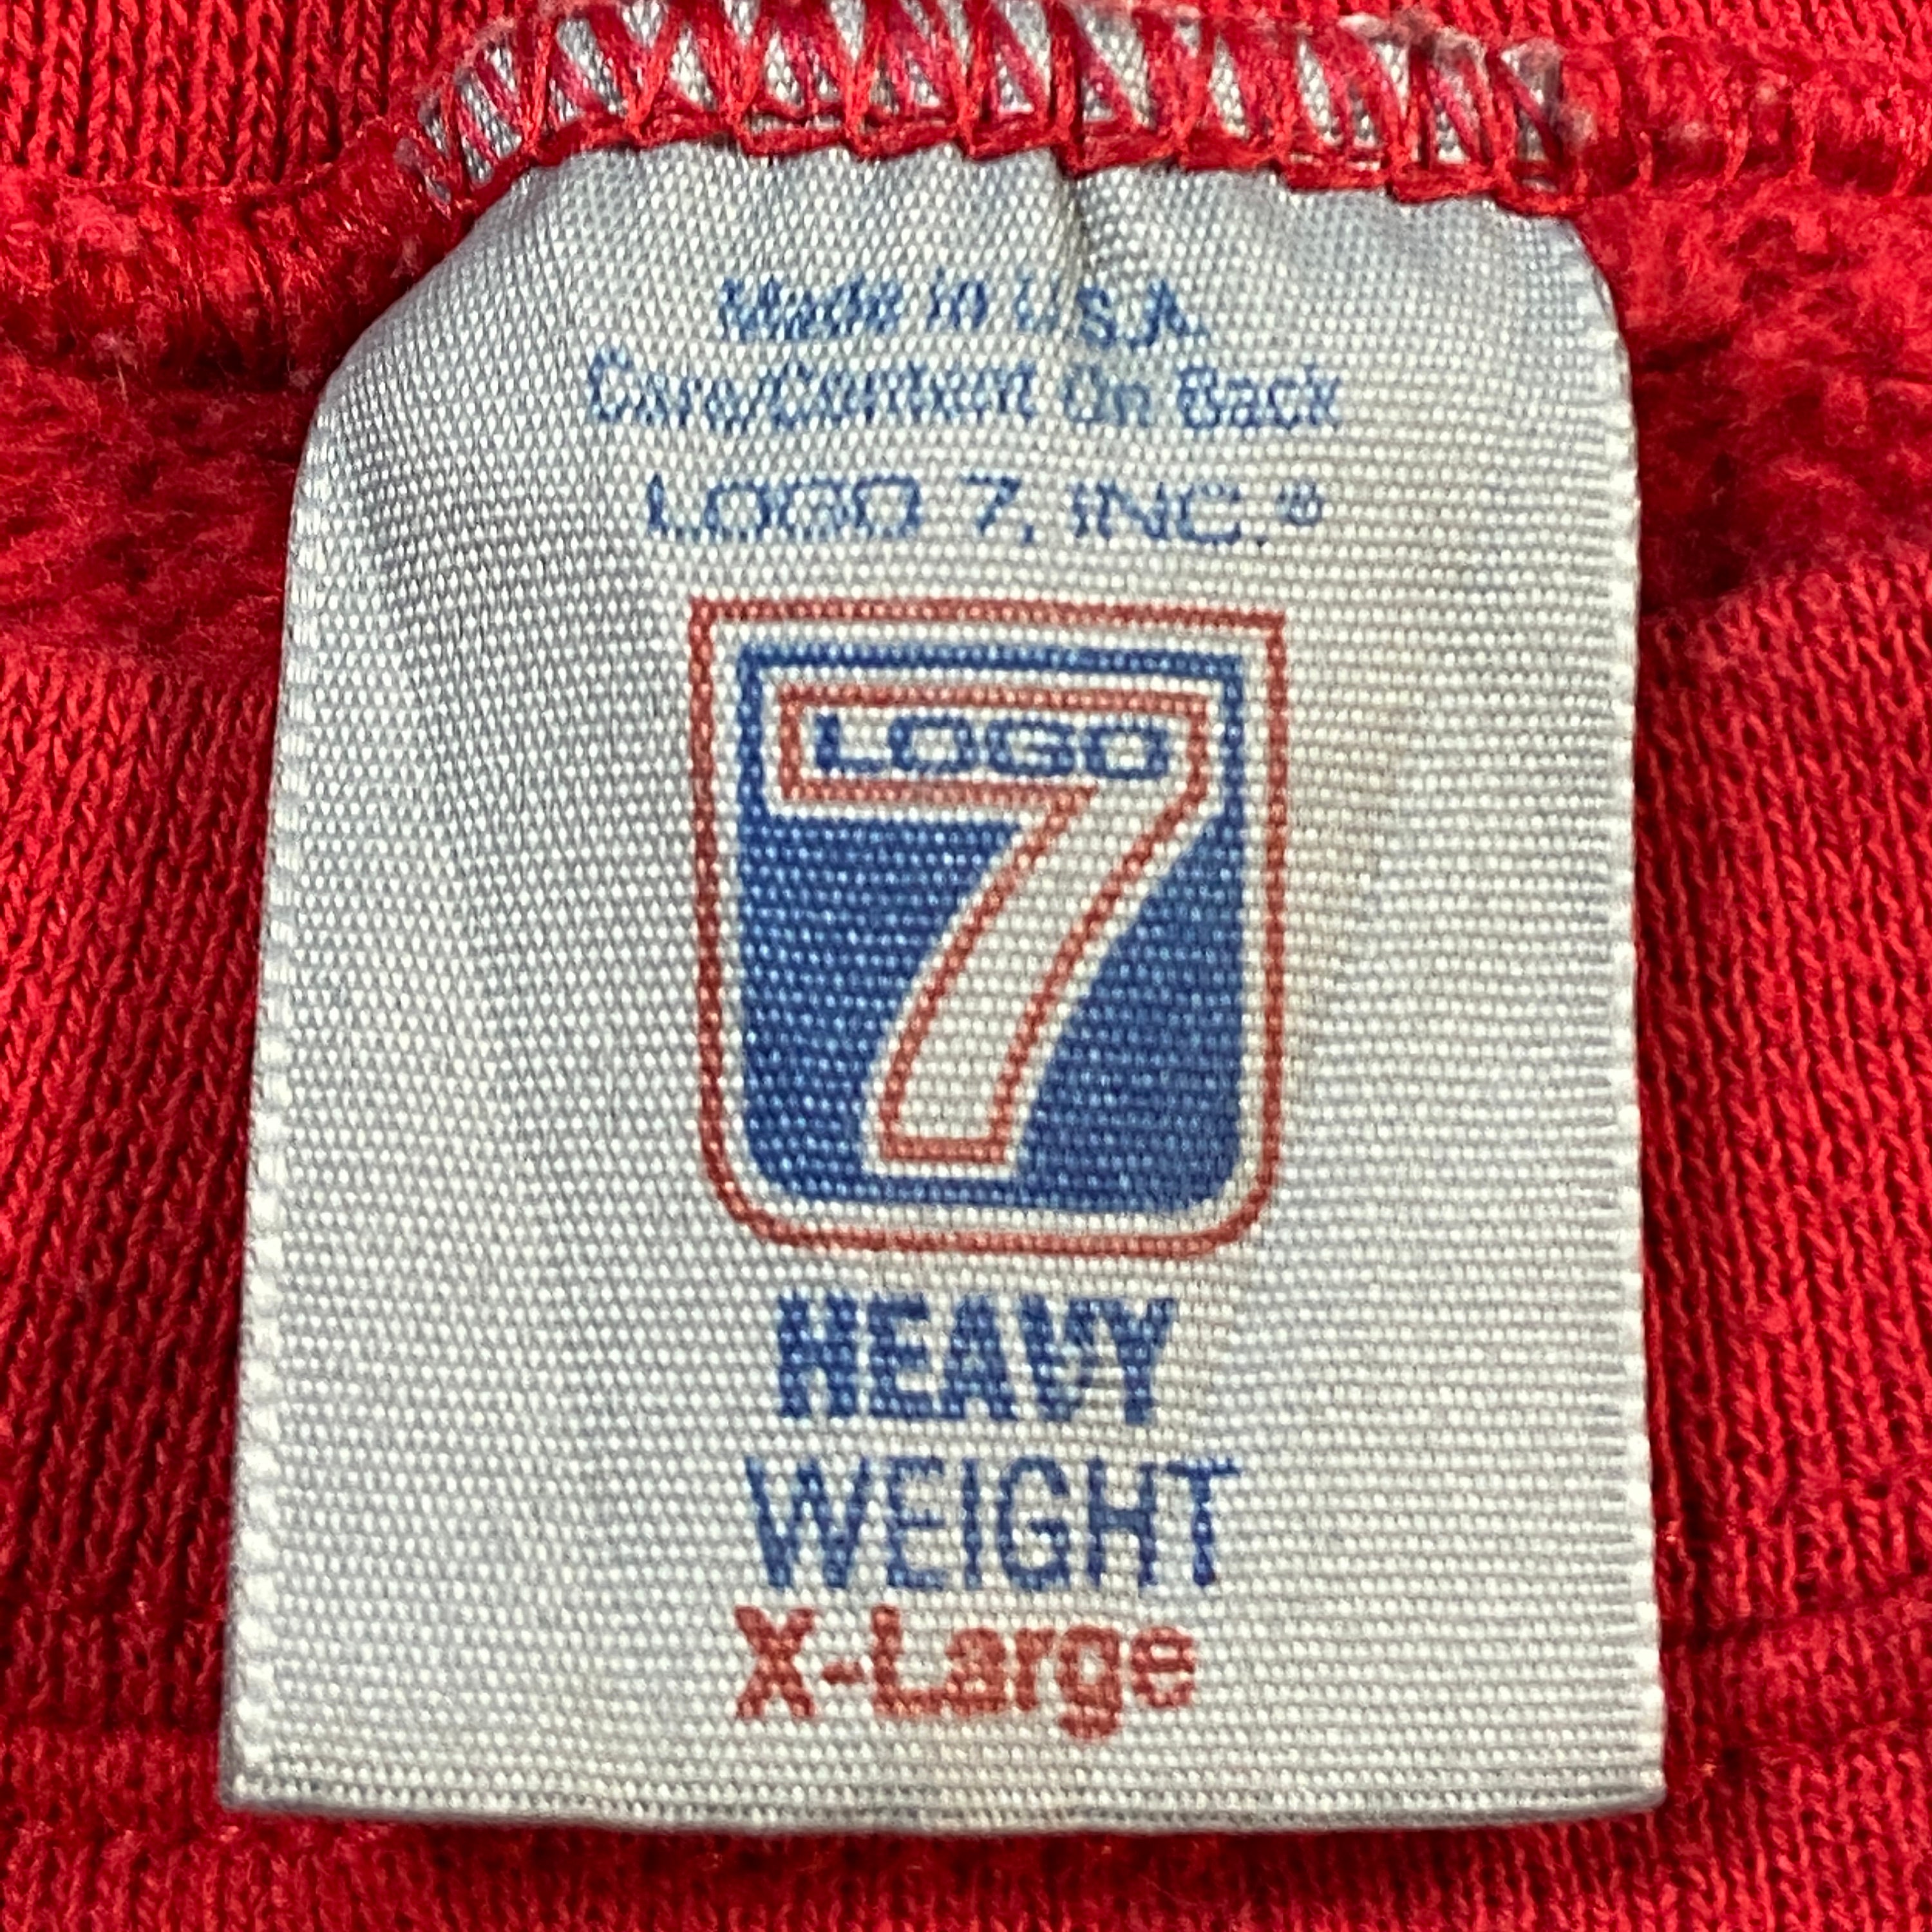 Made in U.S.A.
Care/Content On Back
LOGO 7, INC.®
LOGO
7
HEAVY
WEIGHT
X-Large